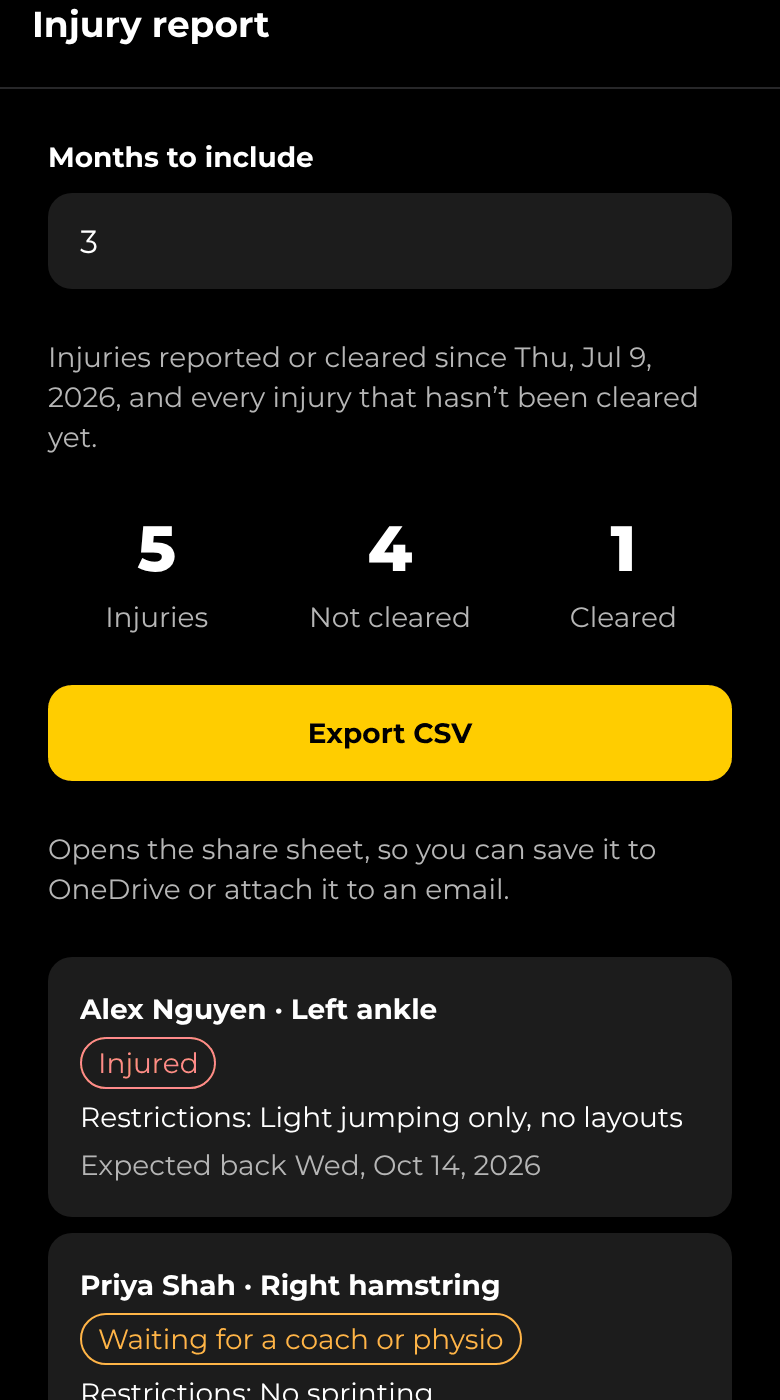 Injury report
Months to include
3
Injuries reported or cleared since Thu, Jul 9,
2026, and every injury that hasn’t been cleared
yet.
5
Injuries
4
Not cleared
1
Cleared
Export CSV
Opens the share sheet, so you can save it to
OneDrive or attach it to an email.
Alex Nguyen · Left ankle
Injured
Restrictions: Light jumping only, no layouts
Expected back Wed, Oct 14, 2026
Priya Shah · Right hamstring
Waiting for a coach or physio
Restrictions: No sprinting